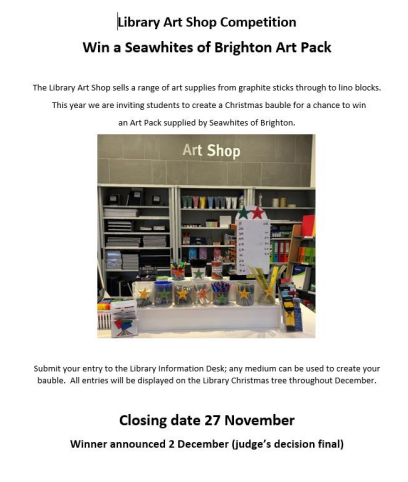 Library Art Shop Competition
Win a Seawhites of Brighton Art Pack
The Library Art Shop sells a range of art supplies from graphite sticks through to lino blocks.
This year we are inviting students to create a Christmas bauble for a chance to win
an Art Pack supplied by Seawhites of Brighton.
Art Shop
Submit your entry to the Library Information Desk; any medium can be used to create your
bauble.  All entries will be displayed on the Library Christmas tree throughout December.
Closing date 27 November
Winner announced 2 December (judge’s decision final)